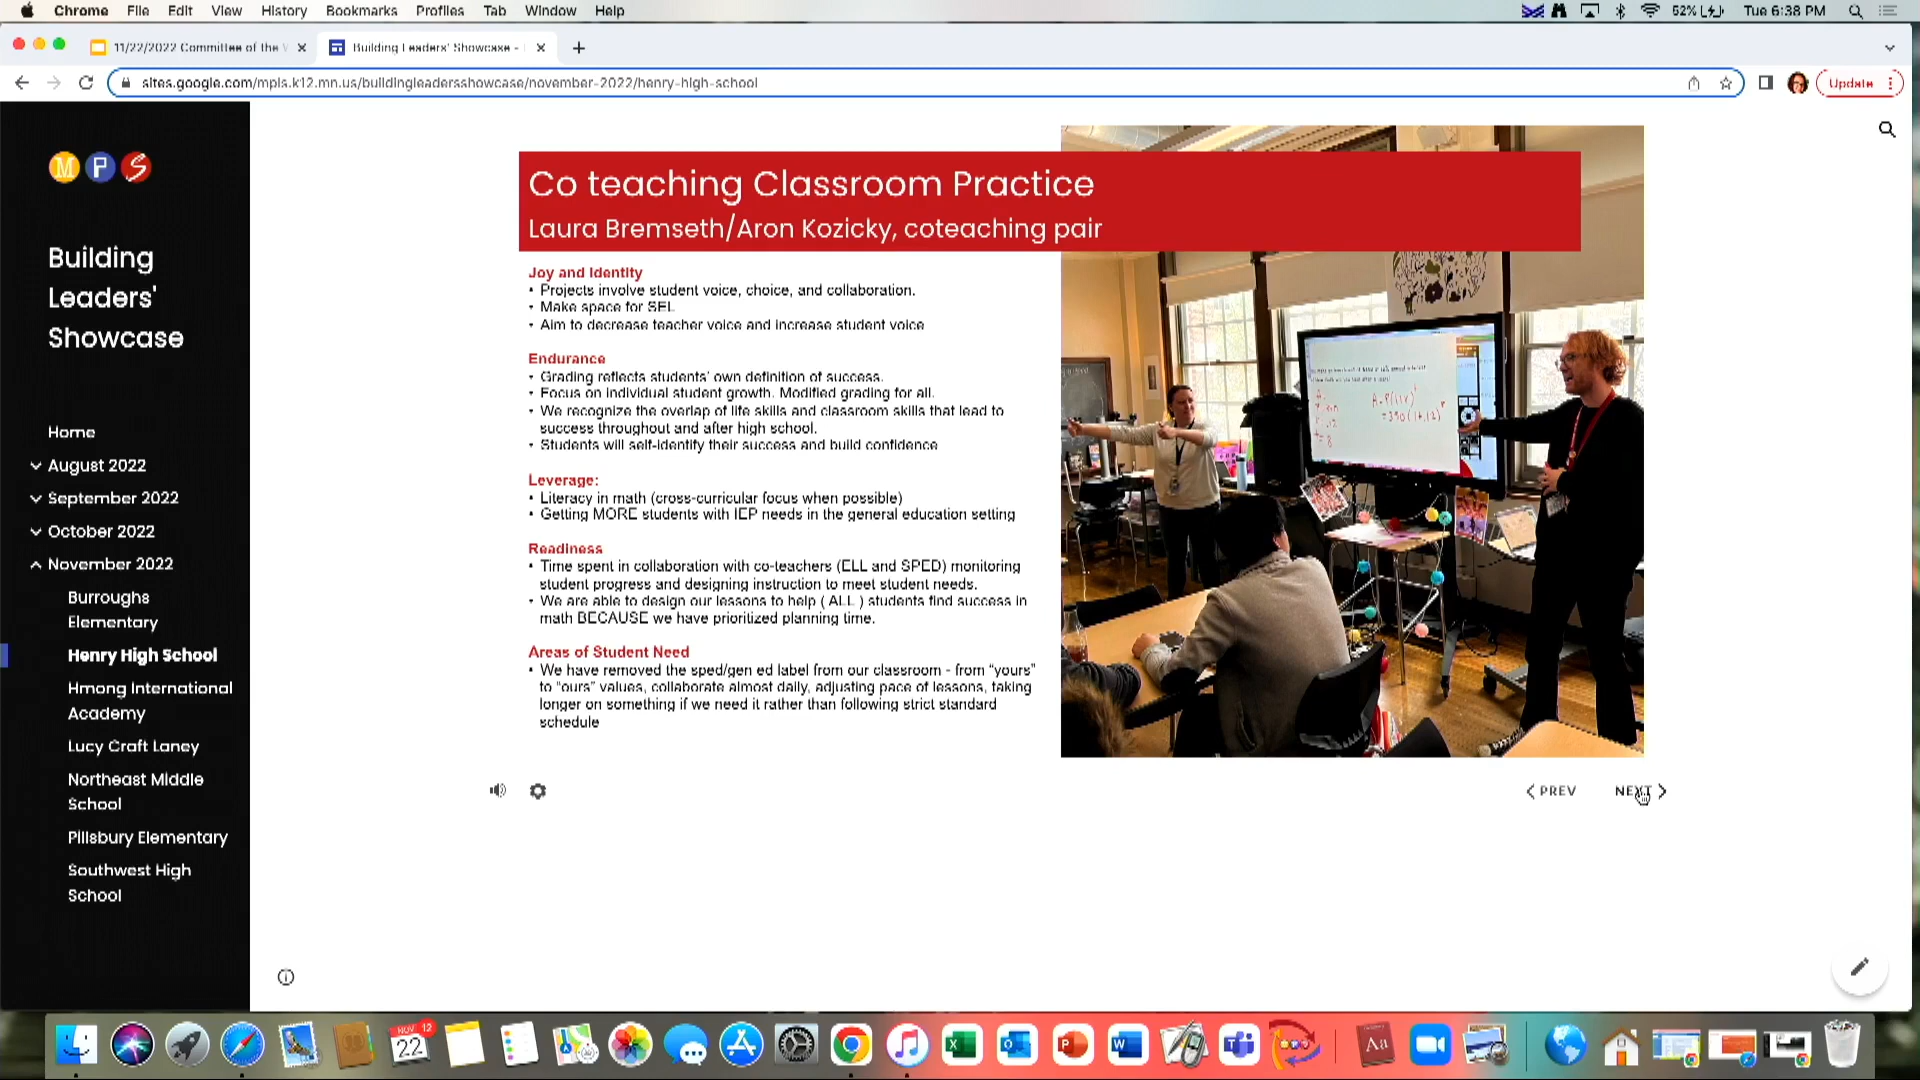 Chrome File Edit View History Bookmarks Profiles Tab Window Help 52% Tue 6:38 PM
11/22/2022 Committee of the Building Leaders' Showcase -
sites.google.com/mpls.k12.mn.us/buildingleadersshowcase/november-2022/henry-high-school Update
M P S
Building
Leaders'
Showcase
Home
August 2022
September 2022
October 2022
November 2022
Burroughs
Elementary
Henry High School
Hmong International
Academy
Lucy Craft Laney
Northeast Middle
School
Pillsbury Elementary
Southwest High
School
Co teaching Classroom Practice
Laura Bremseth/Aron Kozicky, coteaching pair
Joy and Identity
• Projects involve student voice, choice, and collaboration.
• Make space for SEL
• Aim to decrease teacher voice and increase student voice
Endurance
• Grading reflects students' own definition of success.
• Focus on individual student growth. Modified grading for all.
• We recognize the overlap of life skills and classroom skills that lead to
success throughout and after high school.
• Students will self-identify their success and build confidence
Leverage:
• Literacy in math (cross-curricular focus when possible)
• Getting MORE students with IEP needs in the general education setting
Readiness
• Time spent in collaboration with co-teachers (ELL and SPED) monitoring
student progress and designing instruction to meet student needs.
• We are able to design our lessons to help ( ALL ) students find success in
math BECAUSE we have prioritized planning time.
Areas of Student Need
• We have removed the sped/gen ed label from our classroom - from “yours”
to “ours” values, collaborate almost daily, adjusting pace of lessons, taking
longer on something if we need it rather than following strict standard
schedule
PREV NEXT
NOV 12
22
Aa